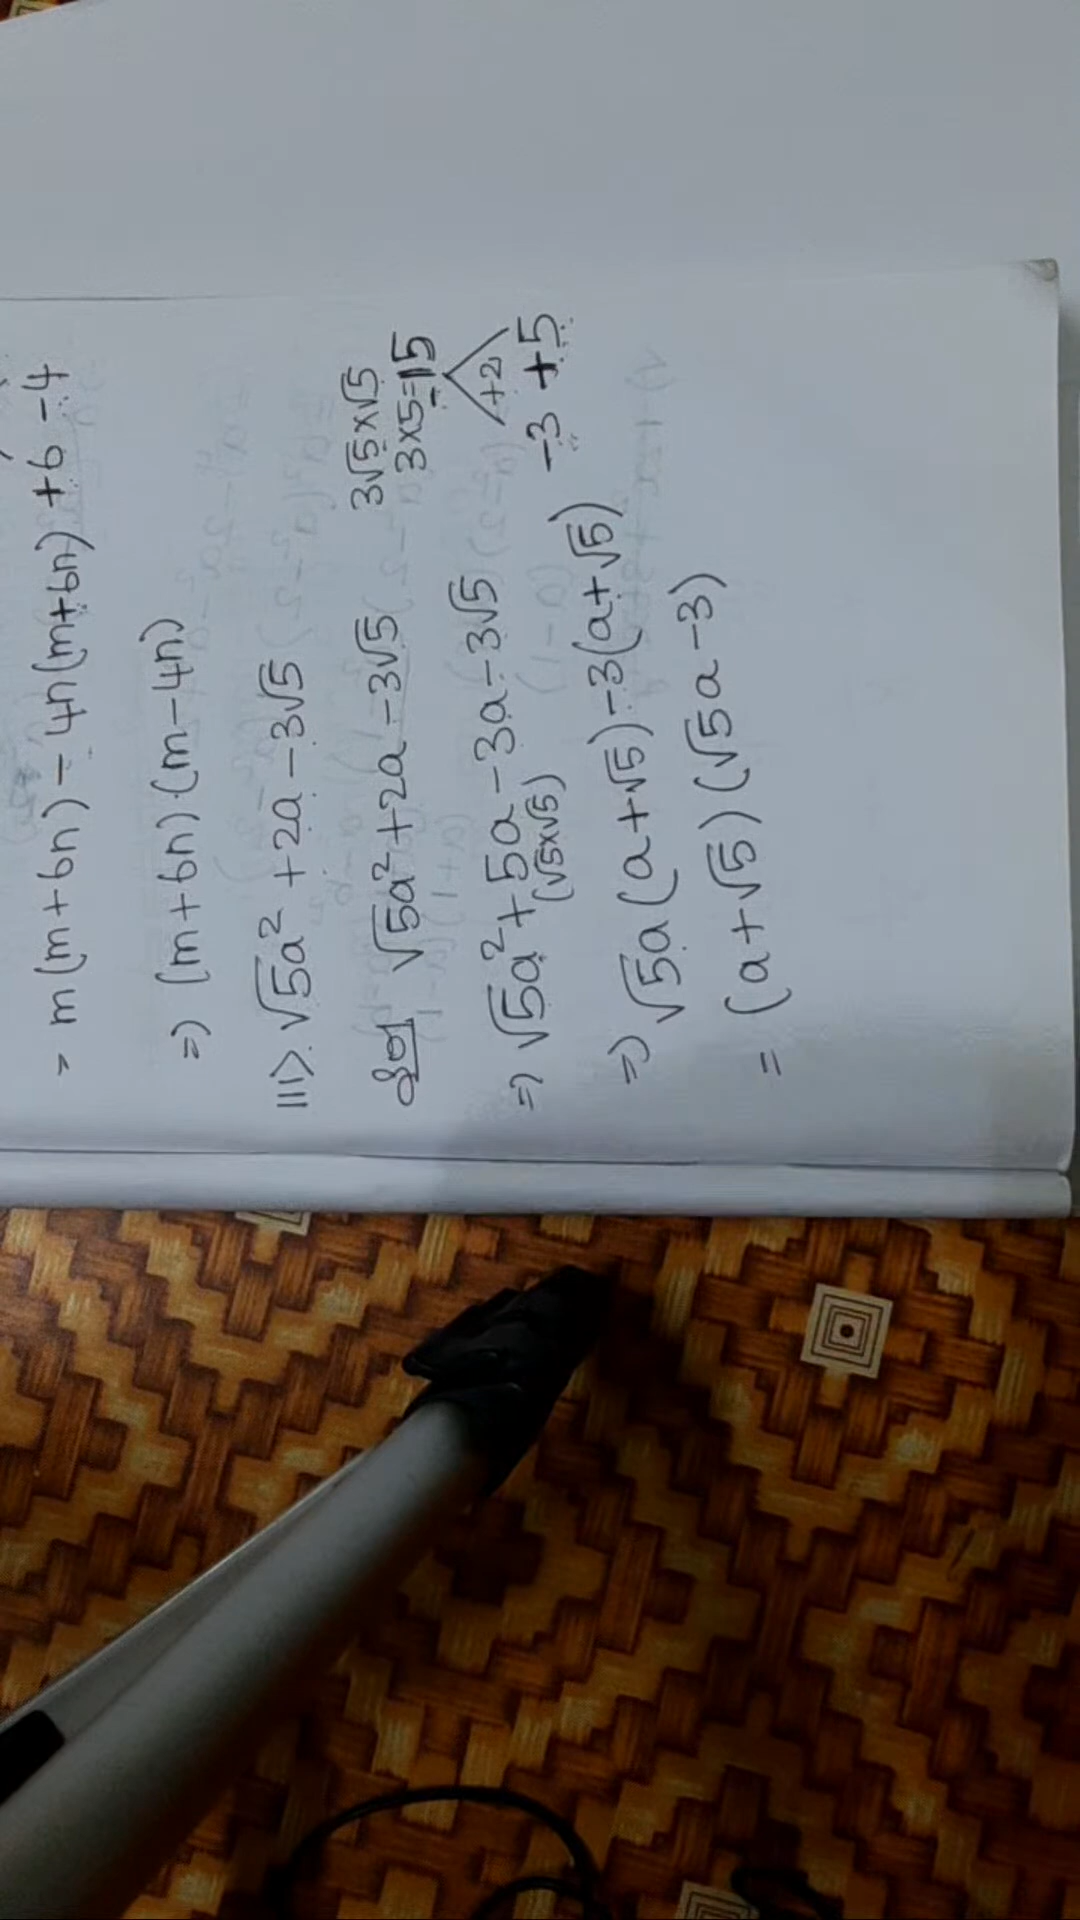 = m(m+6n) - 4n(m+6n) +6 -4
=) (m+6n).(m-4n)
III> √5a² + 2a - 3√5
√5a² + 2a - 3√5 3√5×√5
3×5=-15
+2
=) √5a² + 5a - 3a - 3√5 -3 +5
(√5×√5)
=) √5a(a+√5) - 3(a+√5)
= (a+√5)(√5a-3)